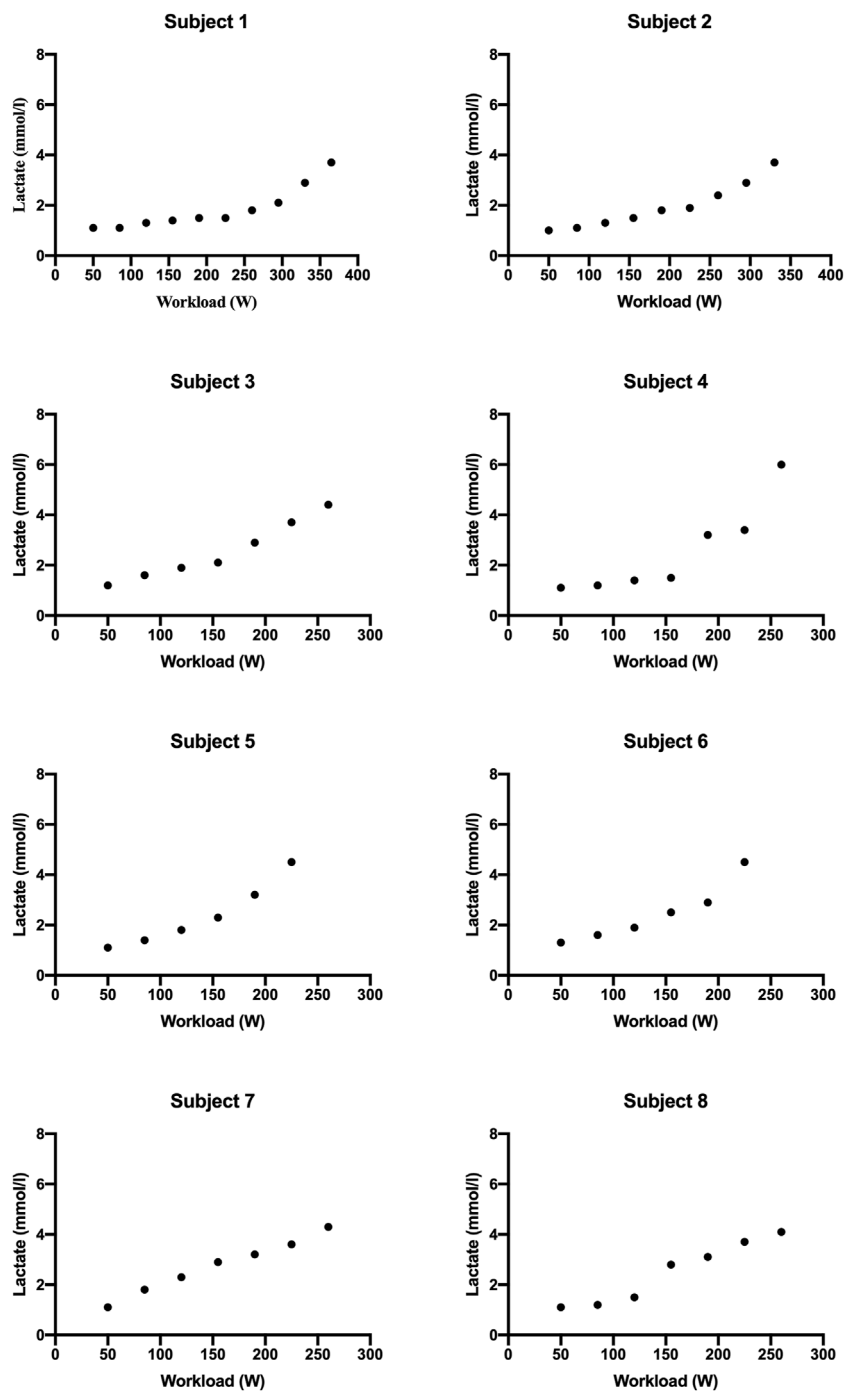 Subject 1
Lactate (mmol/l)
8
6
4
2
0
0 50 100 150 200 250 300 350 400
Workload (W)
Subject 2
Lactate (mmol/l)
8
6
4
2
0
0 50 100 150 200 250 300 350 400
Workload (W)
Subject 3
Lactate (mmol/l)
8
6
4
2
0
0 50 100 150 200 250 300
Workload (W)
Subject 4
Lactate (mmol/l)
8
6
4
2
0
0 50 100 150 200 250 300
Workload (W)
Subject 5
Lactate (mmol/l)
8
6
4
2
0
0 50 100 150 200 250 300
Workload (W)
Subject 6
Lactate (mmol/l)
8
6
4
2
0
0 50 100 150 200 250 300
Workload (W)
Subject 7
Lactate (mmol/l)
8
6
4
2
0
0 50 100 150 200 250 300
Workload (W)
Subject 8
Lactate (mmol/l)
8
6
4
2
0
0 50 100 150 200 250 300
Workload (W)